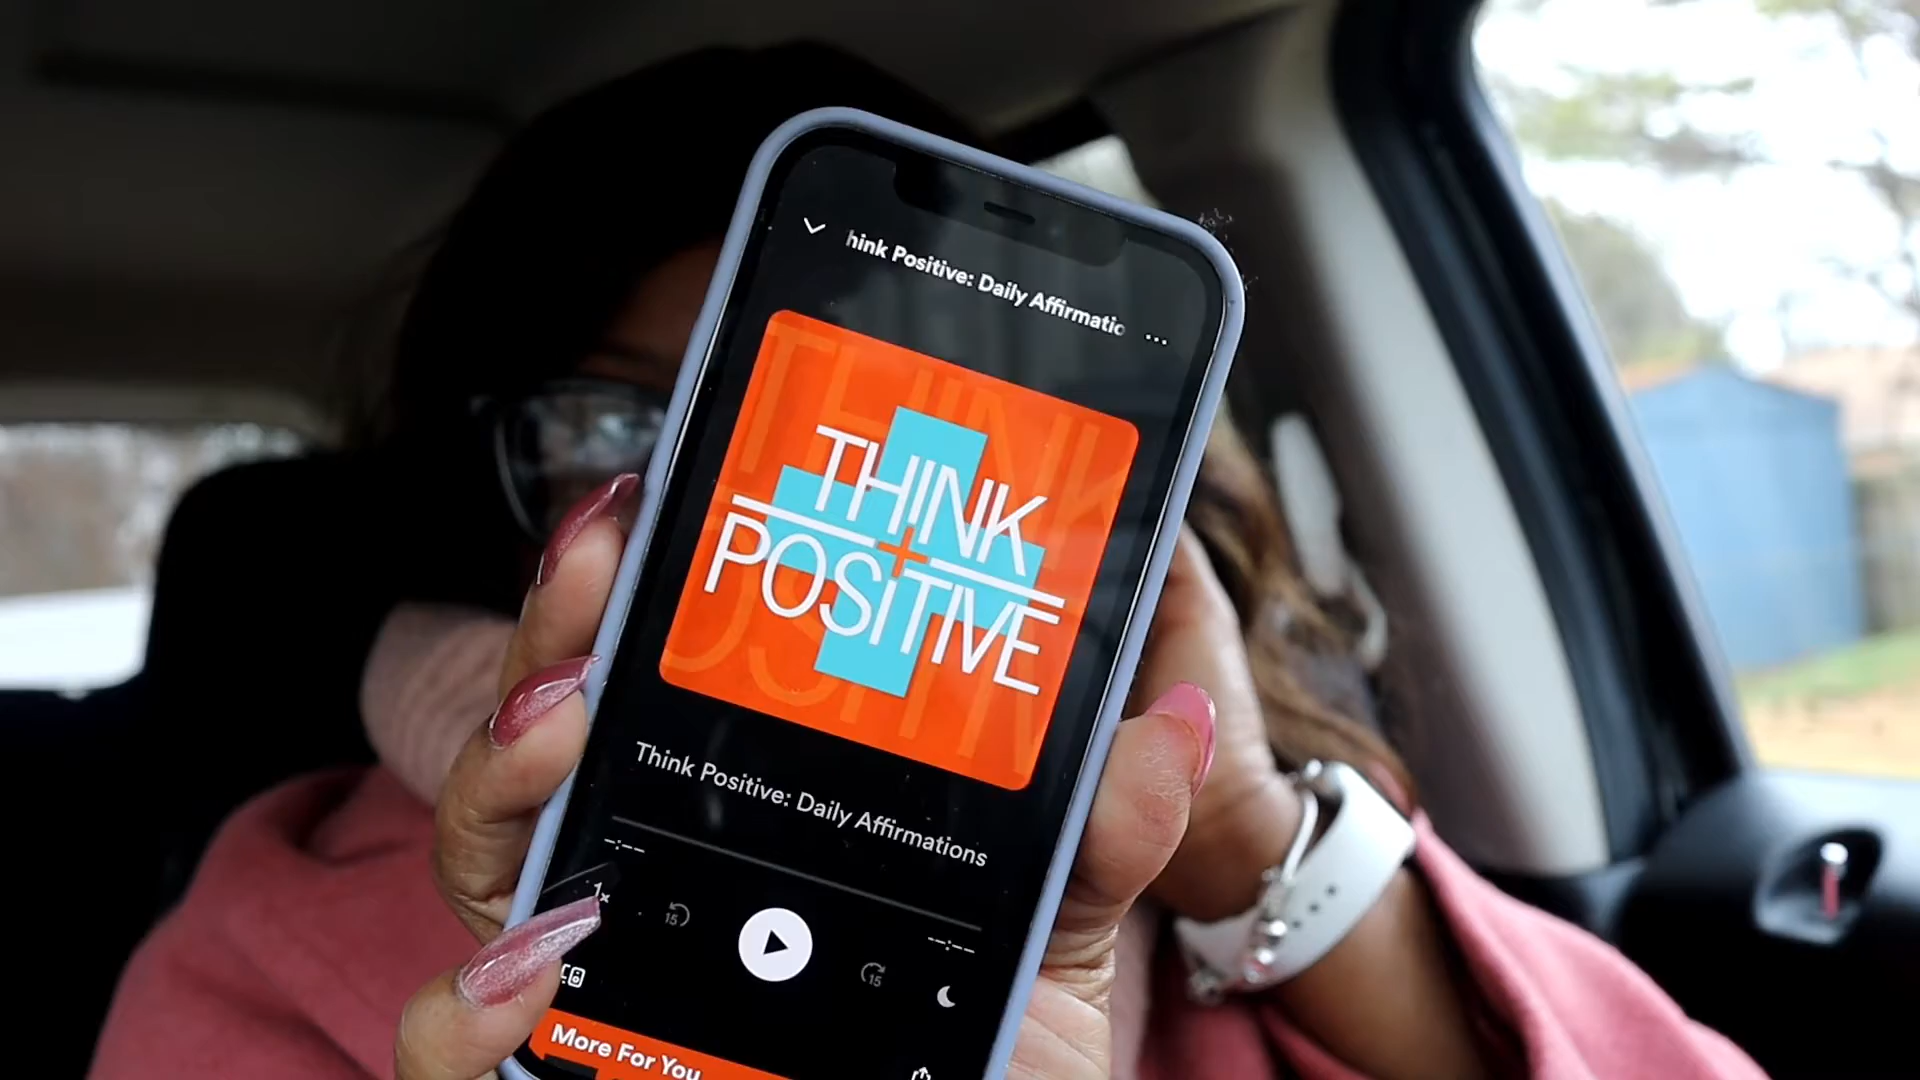 hink Positive: Daily Affirmatio
THINK
POSITIVE
Think Positive: Daily Affirmations
-:-- -:--
1x
15
15
More For You